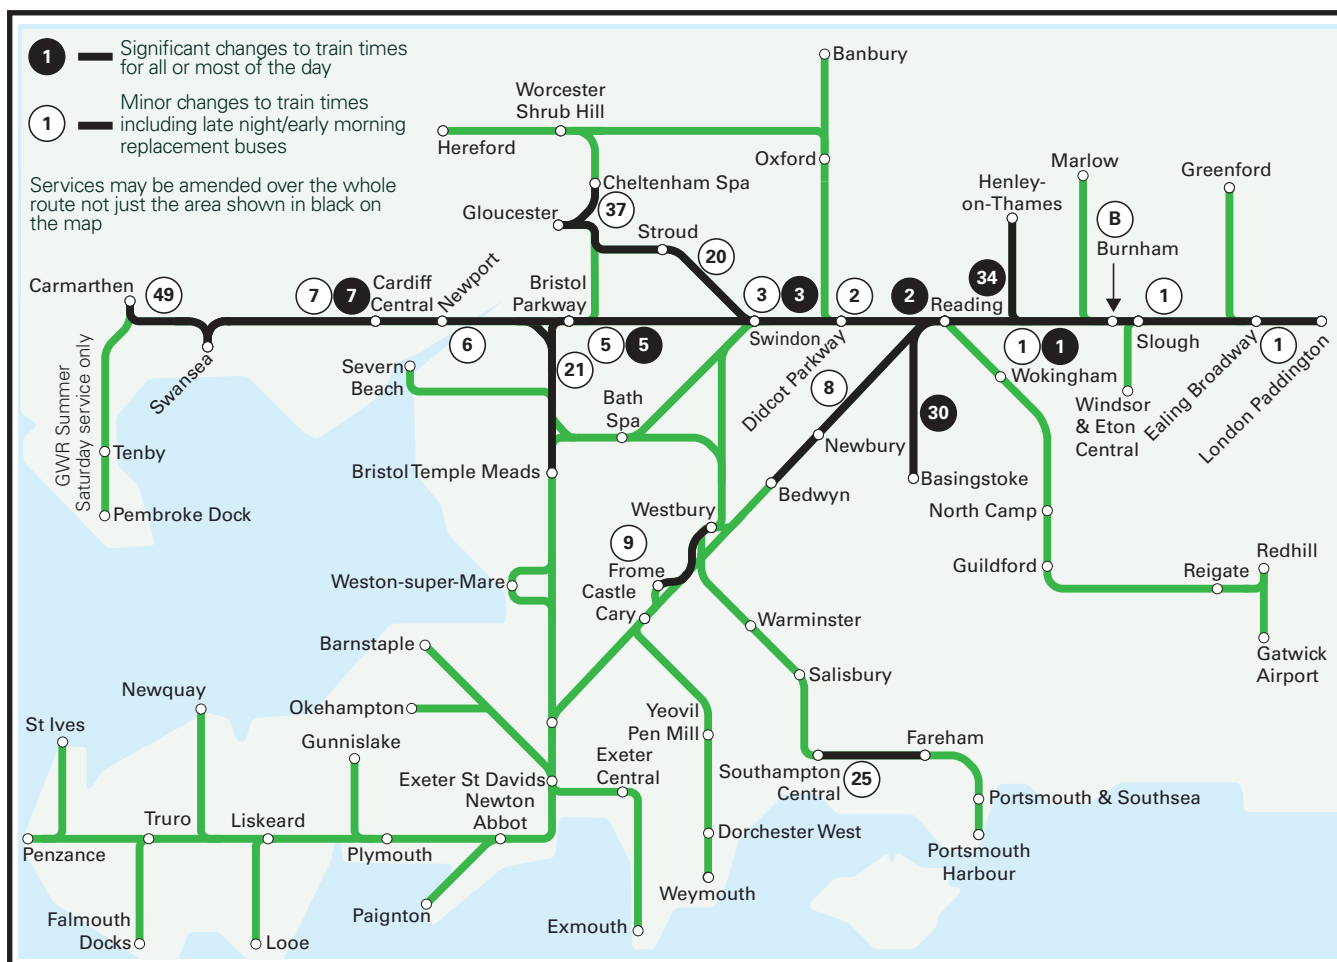 1
Significant changes to train times
for all or most of the day
1
Minor changes to train times
including late night/early morning
replacement buses
Services may be amended over the whole
route not just the area shown in black on
the map
Banbury
Worcester
Shrub Hill
Hereford
Oxford
Marlow
Greenford
Henley-
on-Thames
Cheltenham Spa
Gloucester
37
Stroud
20
B
Burnham
Carmarthen
49
7
7
Cardiff
Central
Newport
Bristol
Parkway
3
3
2
2
Reading
34
1
6
5
5
Swindon
Didcot Parkway
1
1
Slough
1
Swansea
Severn
Beach
21
Wokingham
Ealing Broadway
London Paddington
8
Bath
Spa
30
Windsor
& Eton
Central
GWR Summer
Saturday service only
Tenby
Newbury
Bristol Temple Meads
Basingstoke
Bedwyn
Pembroke Dock
Westbury
North Camp
9
Frome
Weston-super-Mare
Castle
Cary
Guildford
Redhill
Reigate
Warminster
Barnstaple
Gatwick
Airport
Salisbury
Newquay
Okehampton
St Ives
Yeovil
Pen Mill
Gunnislake
Fareham
Exeter
Central
Exeter St Davids
Southampton
Central
25
Newton
Abbot
Portsmouth & Southsea
Truro
Liskeard
Dorchester West
Penzance
Plymouth
Portsmouth
Harbour
Weymouth
Paignton
Falmouth
Docks
Looe
Exmouth